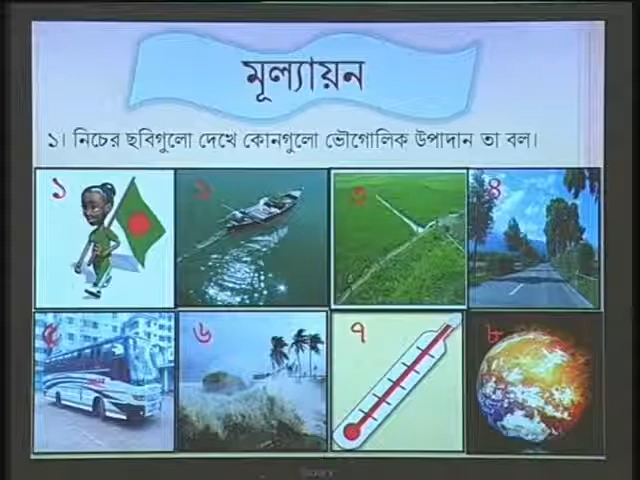 মূল্যায়ন
১। নিচের ছবিগুলো দেখে কোনগুলো ভৌগোলিক উপাদান তা বল।
১ ২ ৩ ৪
৫ ৬ ৭ ৮